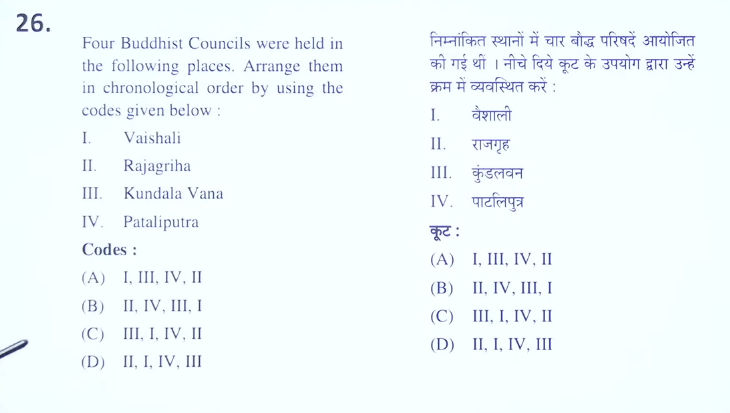 26.
Four Buddhist Councils were held in
the following places. Arrange them
in chronological order by using the
codes given below :
I. Vaishali
II. Rajagriha
III. Kundala Vana
IV. Pataliputra
Codes :
(A) I, III, IV, II
(B) II, IV, III, I
(C) III, I, IV, II
(D) II, I, IV, III
निम्नांकित स्थानों में चार बौद्ध परिषदें आयोजित
की गई थीं । नीचे दिये कूट के उपयोग द्वारा उन्हें
क्रम में व्यवस्थित करें :
I. वैशाली
II. राजगृह
III. कुंडलवन
IV. पाटलिपुत्र
कूट :
(A) I, III, IV, II
(B) II, IV, III, I
(C) III, I, IV, II
(D) II, I, IV, III